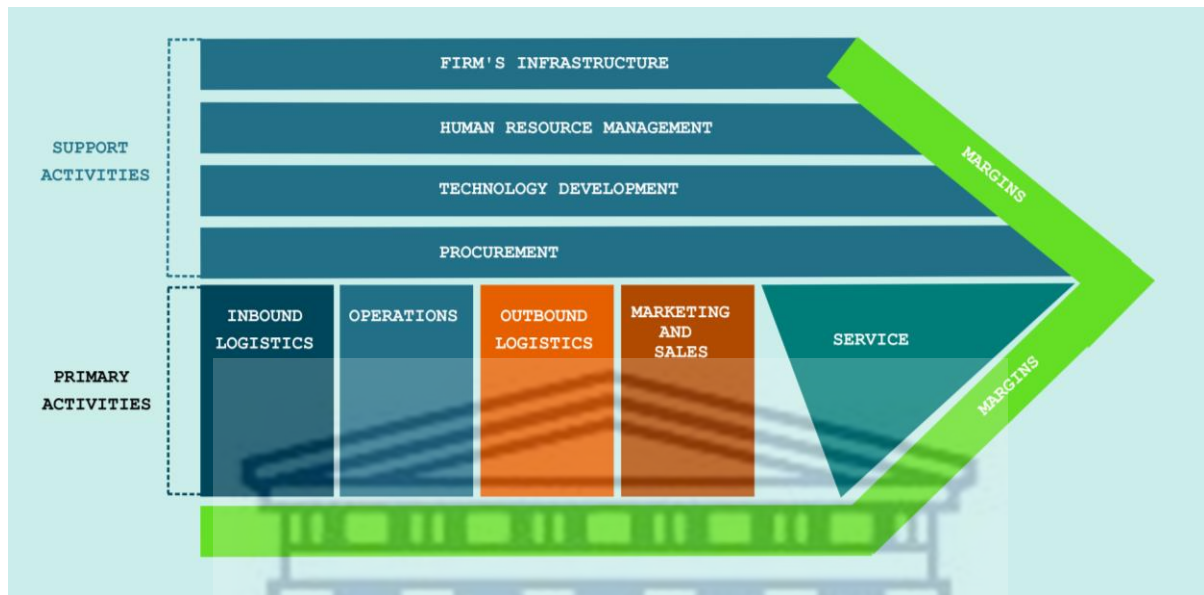 FIRM'S INFRASTRUCTURE
HUMAN RESOURCE MANAGEMENT
TECHNOLOGY DEVELOPMENT
PROCUREMENT
SUPPORT
ACTIVITIES
MARGINS
INBOUND
LOGISTICS
OPERATIONS
OUTBOUND
LOGISTICS
MARKETING
AND
SALES
SERVICE
PRIMARY
ACTIVITIES
MARGINS